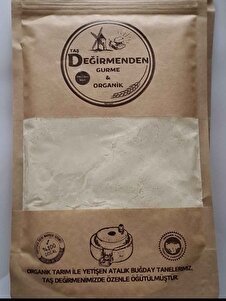 TAŞ
DEĞİRMENDEN
GURME
&
ORGANİK
%100
ORGANİK TARIM İLE YETİŞEN ATALIK BUĞDAY TANELERİMİZ,
TAŞ DEĞİRMENİMİZDE ÖZENLE ÖĞÜTÜLMÜŞTÜR